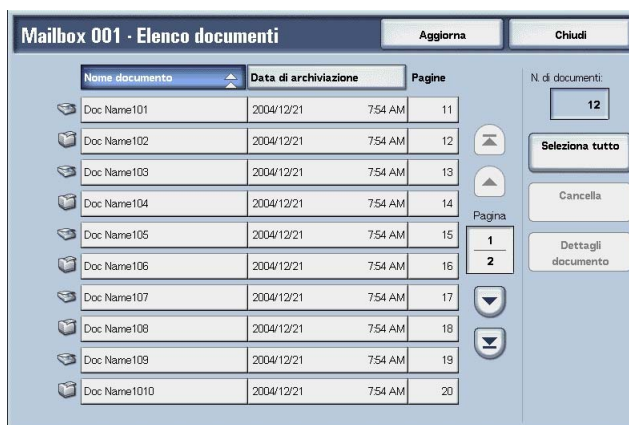 Mailbox 001 - Elenco documenti Aggiorna Chiudi
Nome documento Data di archiviazione Pagine N. di documenti:
12
Doc Name101 2004/12/21 7:54 AM 11
Doc Name102 2004/12/21 7:54 AM 12
Seleziona tutto
Doc Name103 2004/12/21 7:54 AM 13
Doc Name104 2004/12/21 7:54 AM 14
Cancella
Pagina
Doc Name105 2004/12/21 7:54 AM 15
1
2
Dettagli
documento
Doc Name106 2004/12/21 7:54 AM 16
Doc Name107 2004/12/21 7:54 AM 17
Doc Name108 2004/12/21 7:54 AM 18
Doc Name109 2004/12/21 7:54 AM 19
Doc Name1010 2004/12/21 7:54 AM 20